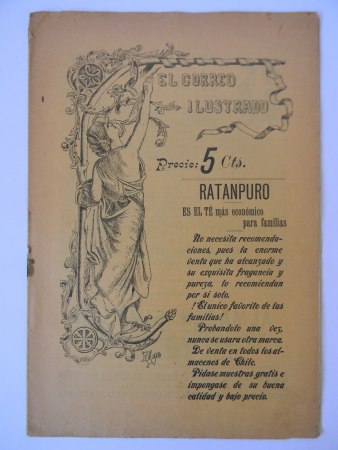 EL CORREO
ILUSTRADO
Precio: 5 Cts.
RATANPURO
ES EL TÉ más económico
para familias
No necesita recomenda-
ciones, pues la enorme
venta que ha alcanzado y
su exquisita fragancia y
pureza, lo recomiendan
por si solo.
! El unico favorito de las
familias!
Probandolo una vez,
nunca se usara otra marca.
De venta en todos los al-
macenes de Chile.
Pidase muestras gratis e
impongase de su buena
calidad y bajo precio.